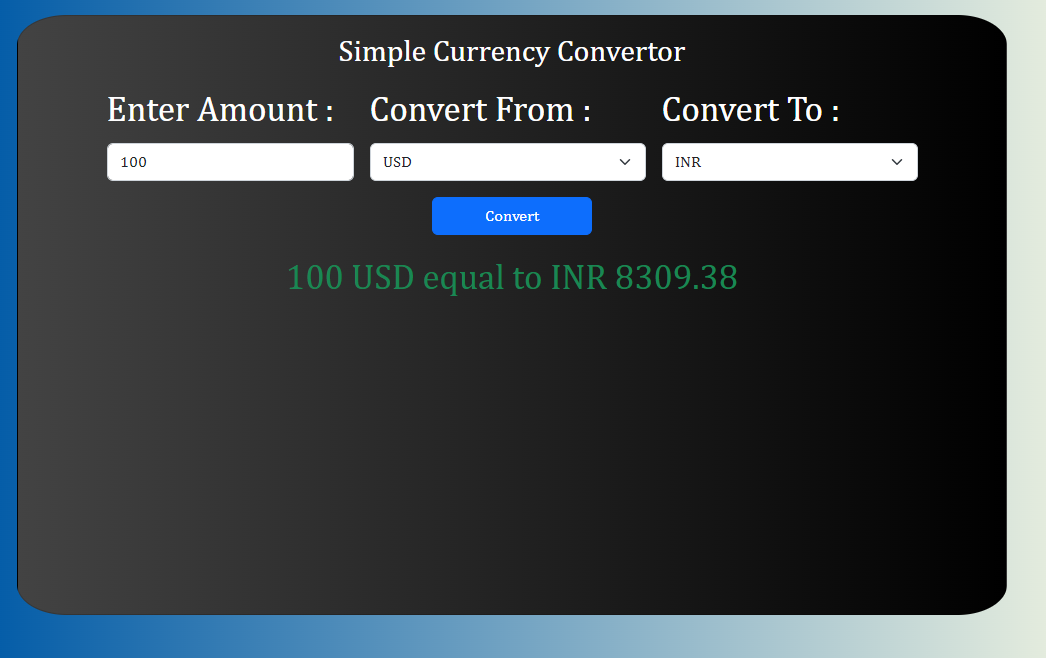 Simple Currency Convertor
Enter Amount : Convert From : Convert To :
100 USD INR
Convert
100 USD equal to INR 8309.38